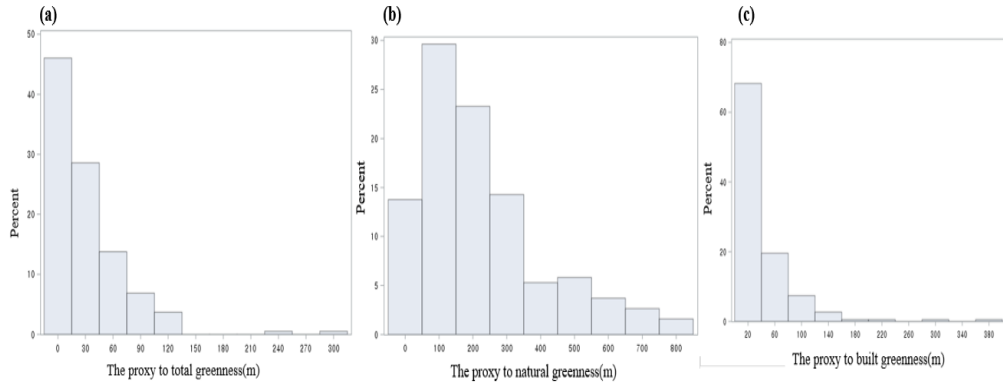 (a)
50
40
30
20
10
0
Percent
0 30 60 90 120 150 180 210 240 270 300
The proxy to total greenness(m)
(b)
30
25
20
15
10
5
0
Percent
0 100 200 300 400 500 600 700 800
The proxy to natural greenness(m)
(c)
80
60
40
20
0
Percent
20 60 100 140 180 220 260 300 340 380
The proxy to built greenness(m)